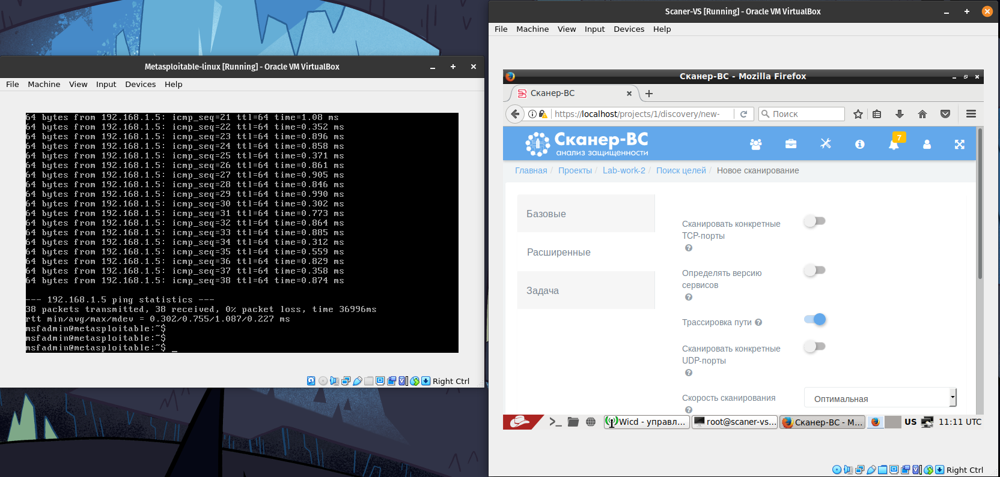 Metasploitable-linux [Running] - Oracle VM VirtualBox
File Machine View Input Devices Help
64 bytes from 192.168.1.5: icmp_seq=21 ttl=64 time=1.08 ms
64 bytes from 192.168.1.5: icmp_seq=22 ttl=64 time=0.352 ms
64 bytes from 192.168.1.5: icmp_seq=23 ttl=64 time=0.896 ms
64 bytes from 192.168.1.5: icmp_seq=24 ttl=64 time=0.858 ms
64 bytes from 192.168.1.5: icmp_seq=25 ttl=64 time=0.371 ms
64 bytes from 192.168.1.5: icmp_seq=26 ttl=64 time=0.861 ms
64 bytes from 192.168.1.5: icmp_seq=27 ttl=64 time=0.905 ms
64 bytes from 192.168.1.5: icmp_seq=28 ttl=64 time=0.846 ms
64 bytes from 192.168.1.5: icmp_seq=29 ttl=64 time=0.990 ms
64 bytes from 192.168.1.5: icmp_seq=30 ttl=64 time=0.302 ms
64 bytes from 192.168.1.5: icmp_seq=31 ttl=64 time=0.773 ms
64 bytes from 192.168.1.5: icmp_seq=32 ttl=64 time=0.864 ms
64 bytes from 192.168.1.5: icmp_seq=33 ttl=64 time=0.885 ms
64 bytes from 192.168.1.5: icmp_seq=34 ttl=64 time=0.312 ms
64 bytes from 192.168.1.5: icmp_seq=35 ttl=64 time=0.559 ms
64 bytes from 192.168.1.5: icmp_seq=36 ttl=64 time=0.829 ms
64 bytes from 192.168.1.5: icmp_seq=37 ttl=64 time=0.358 ms
64 bytes from 192.168.1.5: icmp_seq=38 ttl=64 time=0.874 ms
--- 192.168.1.5 ping statistics ---
38 packets transmitted, 38 received, 0% packet loss, time 36996ms
rtt min/avg/max/mdev = 0.302/0.755/1.087/0.227 ms
msfadmin@metasploitable:~$
msfadmin@metasploitable:~$
msfadmin@metasploitable:~$ _
Right Ctrl
Scaner-VS [Running] - Oracle VM VirtualBox
File Machine View Input Devices Help
Сканер-ВС - Mozilla Firefox
Сканер-ВС
https://localhost/projects/1/discovery/new-
Поиск
Сканер-ВС
анализ защищенности
7
Главная / Проекты / Lab-work-2 / Поиск целей / Новое сканирование
Базовые
Расширенные
Задача
Сканировать конкретные
TCP-порты
Определять версию
сервисов
Трассировка пути
Сканировать конкретные
UDP-порты
Скорость сканирования
Оптимальная
Wicd - управл...
root@scaner-vs...
Сканер-ВС - M...
US
11:11 UTC
Right Ctrl